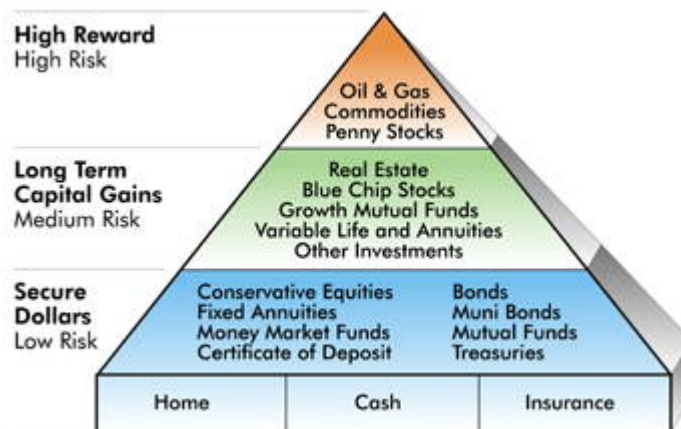 High Reward
High Risk
Oil & Gas
Commodities
Penny Stocks
Long Term
Capital Gains
Medium Risk
Real Estate
Blue Chip Stocks
Growth Mutual Funds
Variable Life and Annuities
Other Investments
Secure
Dollars
Low Risk
Conservative Equities
Fixed Annuities
Money Market Funds
Certificate of Deposit
Bonds
Muni Bonds
Mutual Funds
Treasuries
Home
Cash
Insurance